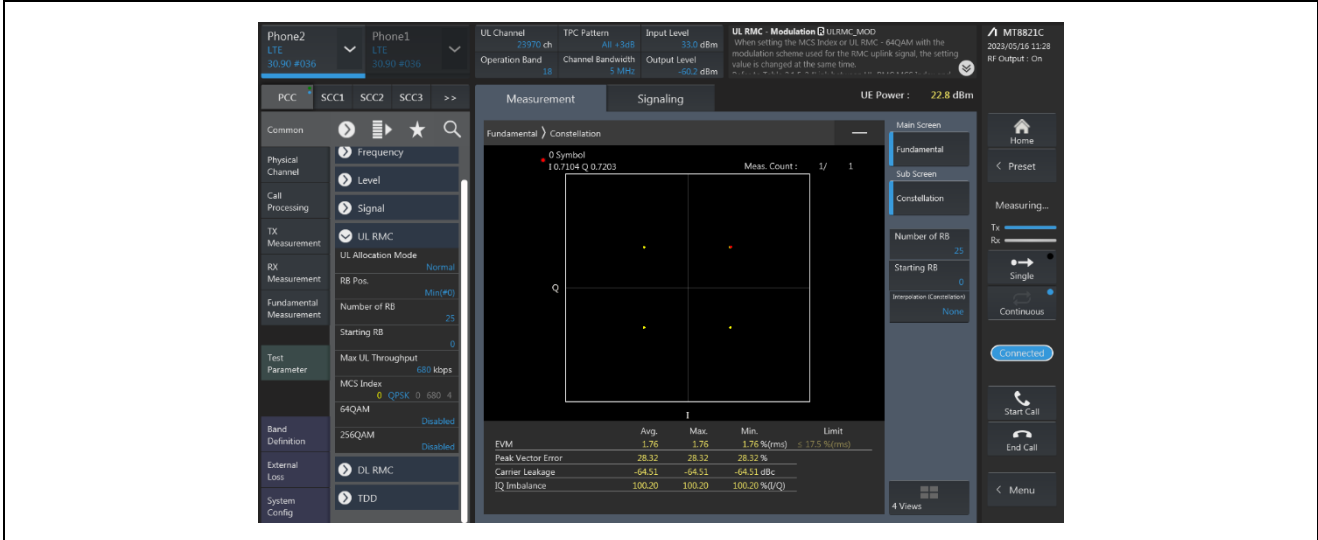 Phone2
LTE
30.90 #036
Phone1
LTE
30.90 #036
UL Channel
23970 ch
TPC Pattern
All +3dB
Input Level
33.0 dBm
Operation Band
18
Channel Bandwidth
5 MHz
Output Level
-60.2 dBm
UL RMC - Modulation ULRMC_MOD
When setting the MCS Index or UL RMC - 64QAM with the
modulation scheme used for the RMC uplink signal, the setting
value is changed at the same time.
MT8821C
2023/05/16 11:28
RF Output : On
PCC SCC1 SCC2 SCC3 >>
Measurement
Signaling
UE Power : 22.8 dBm
Common
Physical
Channel
Call
Processing
TX
Measurement
RX
Measurement
Fundamental
Measurement
Test
Parameter
Band
Definition
External
Loss
System
Config
Frequency
Level
Signal
UL RMC
UL Allocation Mode
Normal
RB Pos.
Min(#0)
Number of RB
25
Starting RB
0
Max UL Throughput
680 kbps
MCS Index
0 QPSK 0 680 4
64QAM
Disabled
256QAM
Disabled
DL RMC
TDD
Fundamental Constellation
0 Symbol
I 0.7104 Q 0.7203
Meas. Count : 1/ 1
Q
I
Avg. Max. Min. Limit
EVM 1.76 1.76 1.76 %(rms) ≤ 17.5 %(rms)
Peak Vector Error 28.32 28.32 28.32 %
Carrier Leakage -64.51 -64.51 -64.51 dBc
IQ Imbalance 100.20 100.20 100.20 %(I/Q)
Main Screen
Fundamental
Sub Screen
Constellation
Number of RB
25
Starting RB
0
Interpolation (Constellation)
None
4 Views
Home
< Preset
Measuring...
Tx
Rx
Single
Continuous
Connected
Start Call
End Call
< Menu